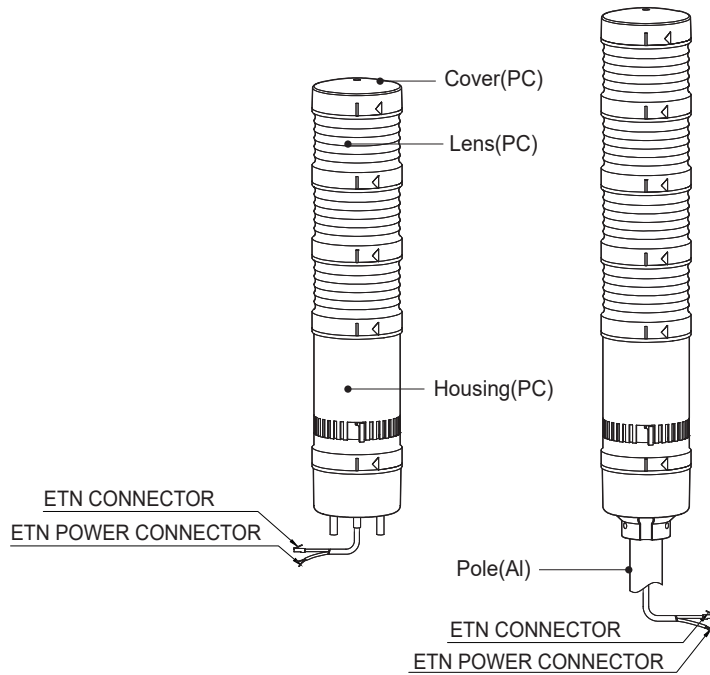 Cover(PC)
Lens(PC)
Housing(PC)
ETN CONNECTOR
ETN POWER CONNECTOR
Pole(Al)
ETN CONNECTOR
ETN POWER CONNECTOR